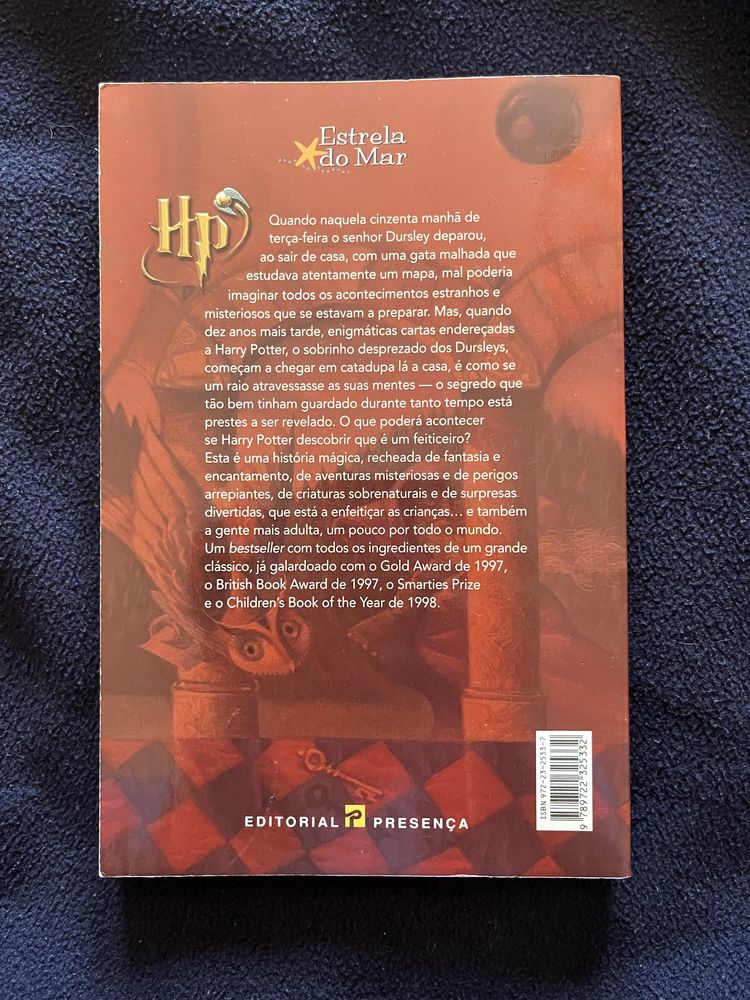 Estrela
do Mar
HP
Quando naquela cinzenta manhã de
terça-feira o senhor Dursley deparou,
ao sair de casa, com uma gata malhada que
estudava atentamente um mapa, mal poderia
imaginar todos os acontecimentos estranhos e
misteriosos que se estavam a preparar. Mas, quando
dez anos mais tarde, enigmáticas cartas endereçadas
a Harry Potter, o sobrinho desprezado dos Dursleys,
começam a chegar em catadupa lá a casa, é como se
um raio atravessasse as suas mentes — o segredo que
tão bem tinham guardado durante tanto tempo está
prestes a ser revelado. O que poderá acontecer
se Harry Potter descobrir que é um feiticeiro?
Esta é uma história mágica, recheada de fantasia e
encantamento, de aventuras misteriosas e de perigos
arrepiantes, de criaturas sobrenaturais e de surpresas
divertidas, que está a enfeitiçar as crianças… e também
a gente mais adulta, um pouco por todo o mundo.
Um bestseller com todos os ingredientes de um grande
clássico, já galardoado com o Gold Award de 1997,
o British Book Award de 1997, o Smarties Prize
e o Children's Book of the Year de 1998.
ISBN 972-23-2533-7
9 789722 325332
EDITORIAL P PRESENÇA